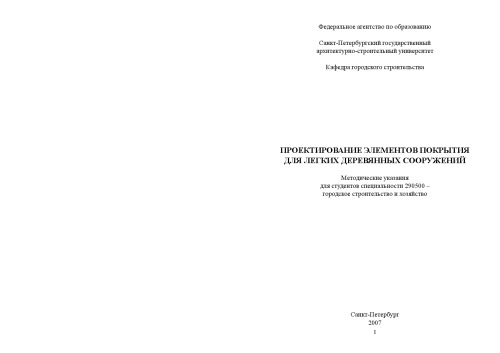 Федеральное агентство по образованию
Санкт-Петербургский государственный
архитектурно-строительный университет
Кафедра городского строительства
ПРОЕКТИРОВАНИЕ ЭЛЕМЕНТОВ ПОКРЫТИЯ
ДЛЯ ЛЕГКИХ ДЕРЕВЯННЫХ СООРУЖЕНИЙ
Методические указания
для студентов специальности 290500 –
городское строительство и хозяйство
Санкт-Петербург
2007
1